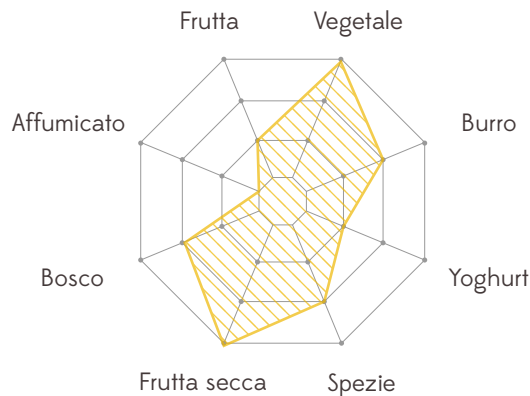 Frutta
Vegetale
Affumicato
Burro
Bosco
Yoghurt
Frutta secca
Spezie